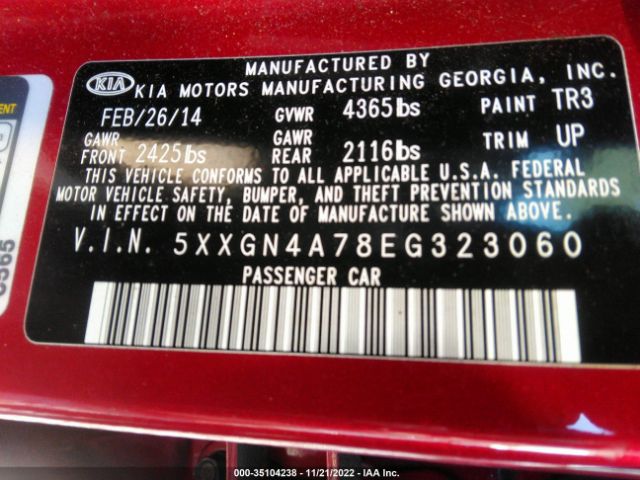 MANUFACTURED BY
KIA KIA MOTORS MANUFACTURING GEORGIA, INC.
FEB/26/14 GVWR 4365lbs PAINT TR3
GAWR FRONT 2425lbs GAWR REAR 2116lbs TRIM UP
THIS VEHICLE CONFORMS TO ALL APPLICABLE U.S.A. FEDERAL
MOTOR VEHICLE SAFETY, BUMPER, AND THEFT PREVENTION STANDARDS
IN EFFECT ON THE DATE OF MANUFACTURE SHOWN ABOVE.
V.I.N. 5XXGN4A78EG323060
PASSENGER CAR
000-35104238 - 11/21/2022 - IAA Inc.